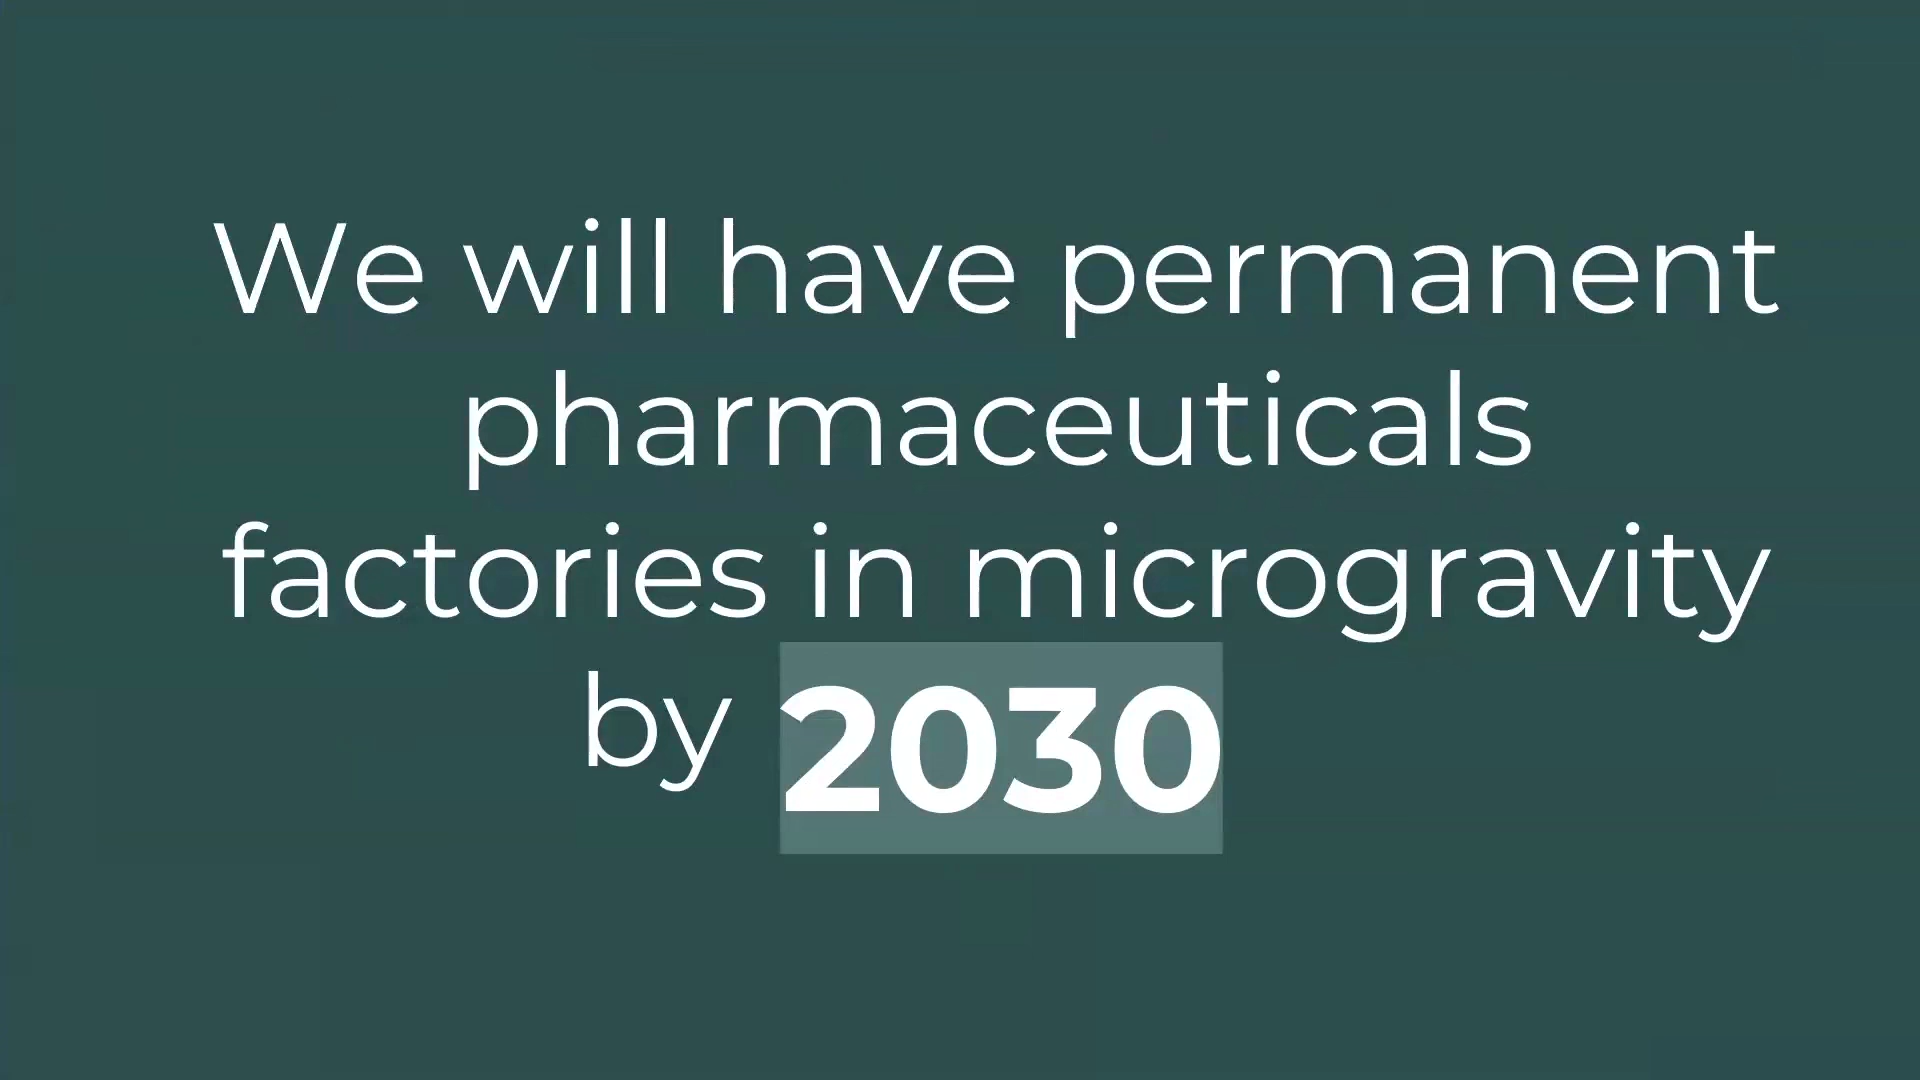 We will have permanent
pharmaceuticals
factories in microgravity
by 2030